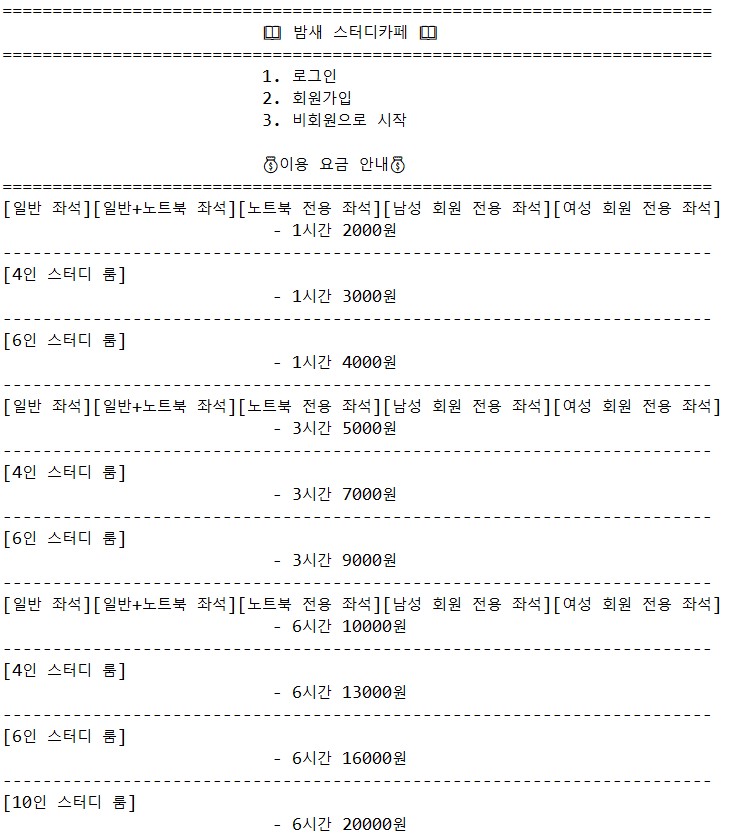 =======================================================================
📖 밤새 스터디카페 📖
=======================================================================
1. 로그인
2. 회원가입
3. 비회원으로 시작
💰이용 요금 안내💰
=======================================================================
[일반 좌석][일반+노트북 좌석][노트북 전용 좌석][남성 회원 전용 좌석][여성 회원 전용 좌석]
- 1시간 2000원
-----------------------------------------------------------------------
[4인 스터디 룸]
- 1시간 3000원
-----------------------------------------------------------------------
[6인 스터디 룸]
- 1시간 4000원
-----------------------------------------------------------------------
[일반 좌석][일반+노트북 좌석][노트북 전용 좌석][남성 회원 전용 좌석][여성 회원 전용 좌석]
- 3시간 5000원
-----------------------------------------------------------------------
[4인 스터디 룸]
- 3시간 7000원
-----------------------------------------------------------------------
[6인 스터디 룸]
- 3시간 9000원
-----------------------------------------------------------------------
[일반 좌석][일반+노트북 좌석][노트북 전용 좌석][남성 회원 전용 좌석][여성 회원 전용 좌석]
- 6시간 10000원
-----------------------------------------------------------------------
[4인 스터디 룸]
- 6시간 13000원
-----------------------------------------------------------------------
[6인 스터디 룸]
- 6시간 16000원
-----------------------------------------------------------------------
[10인 스터디 룸]
- 6시간 20000원